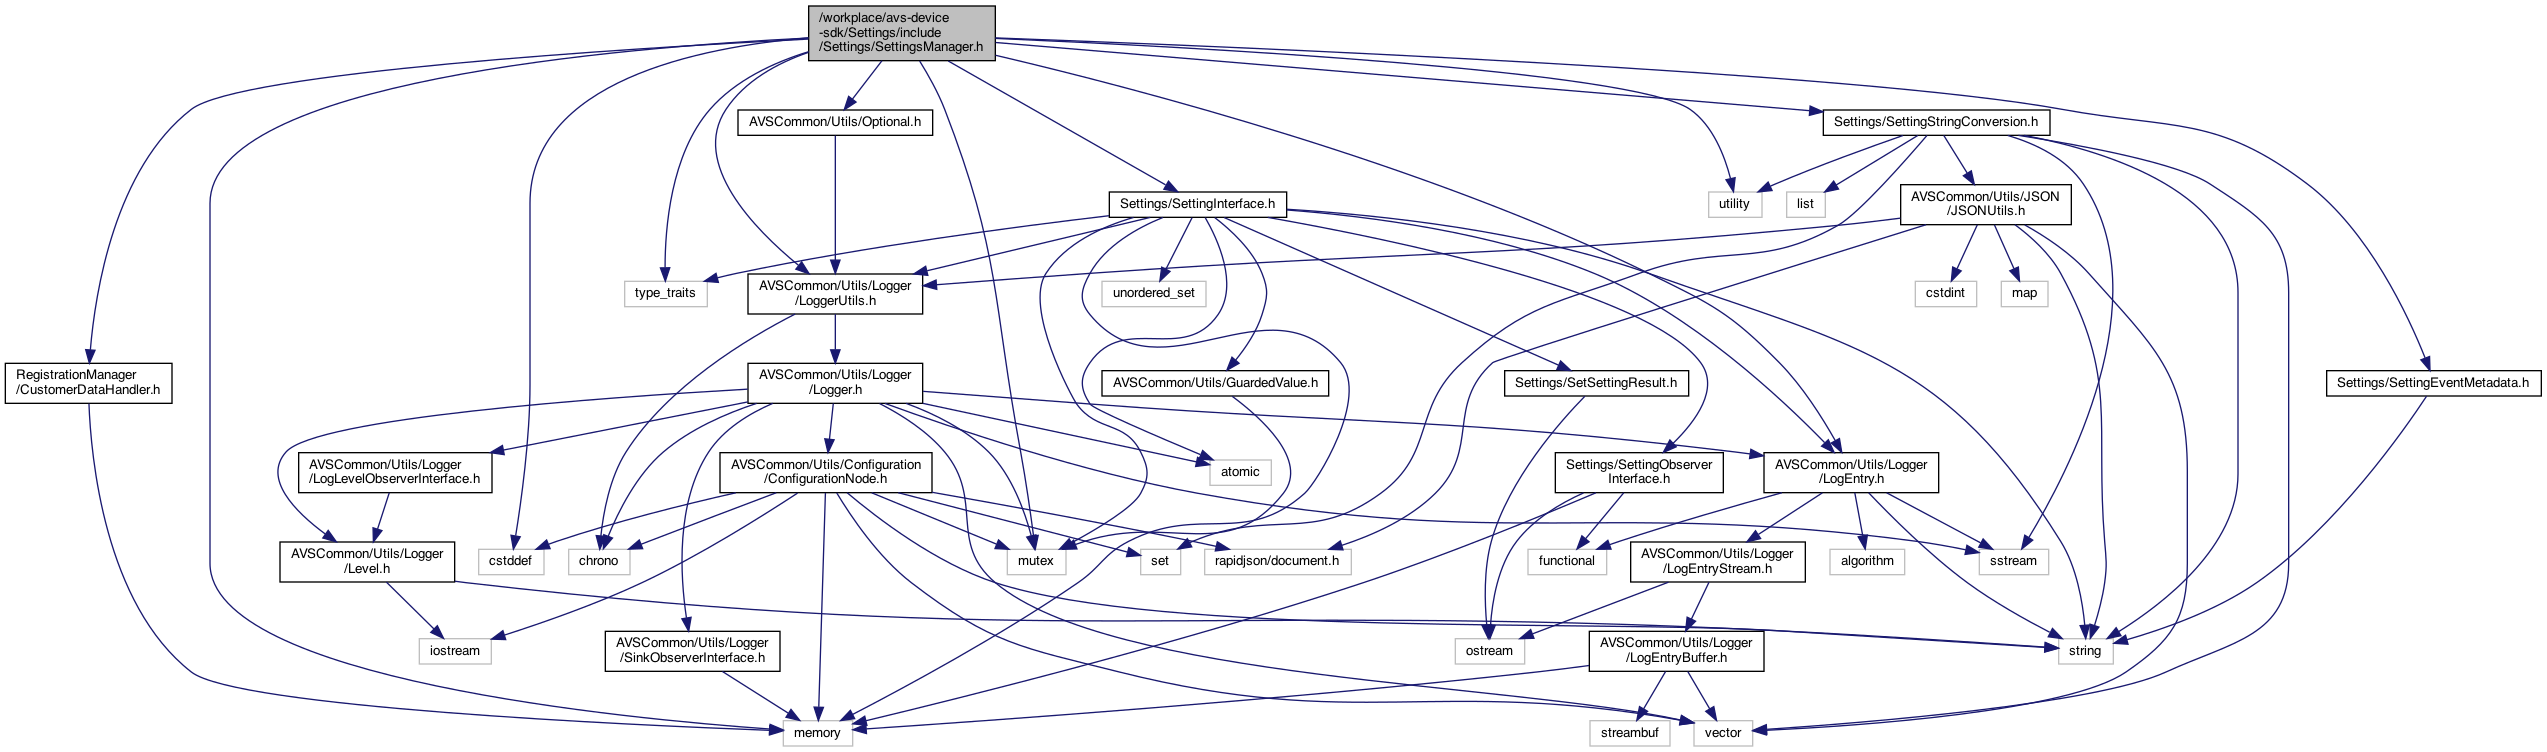 /workplace/avs-device
-sdk/Settings/include
/Settings/SettingsManager.h
AVSCommon/Utils/Optional.h
Settings/SettingStringConversion.h
Settings/SettingInterface.h
utility
list
AVSCommon/Utils/JSON
/JSONUtils.h
type_traits
AVSCommon/Utils/Logger
/LoggerUtils.h
unordered_set
cstdint
map
RegistrationManager
/CustomerDataHandler.h
AVSCommon/Utils/Logger
/Logger.h
AVSCommon/Utils/GuardedValue.h
Settings/SetSettingResult.h
Settings/SettingEventMetadata.h
AVSCommon/Utils/Logger
/LogLevelObserverInterface.h
AVSCommon/Utils/Configuration
/ConfigurationNode.h
atomic
Settings/SettingObserver
Interface.h
AVSCommon/Utils/Logger
/LogEntry.h
AVSCommon/Utils/Logger
/Level.h
cstddef
chrono
mutex
set
rapidjson/document.h
functional
AVSCommon/Utils/Logger
/LogEntryStream.h
algorithm
sstream
iostream
AVSCommon/Utils/Logger
/SinkObserverInterface.h
ostream
AVSCommon/Utils/Logger
/LogEntryBuffer.h
string
memory
streambuf
vector